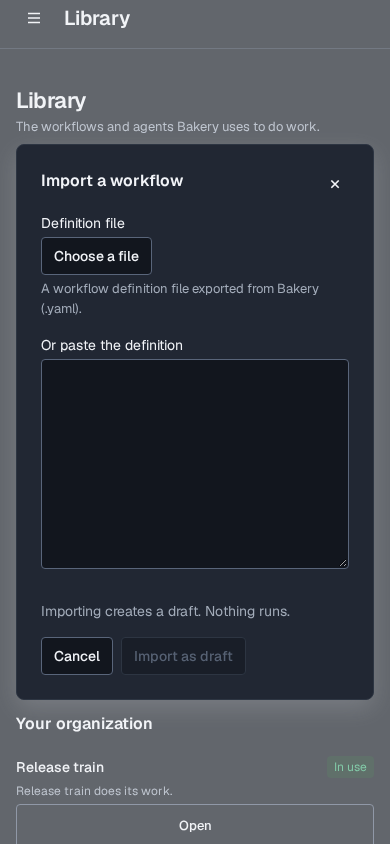 Library
Library
The workflows and agents Bakery uses to do work.
Import a workflow
Definition file
Choose a file
A workflow definition file exported from Bakery
(.yaml).
Or paste the definition
Importing creates a draft. Nothing runs.
Cancel
Import as draft
Your organization
Release train
In use
Release train does its work.
Open